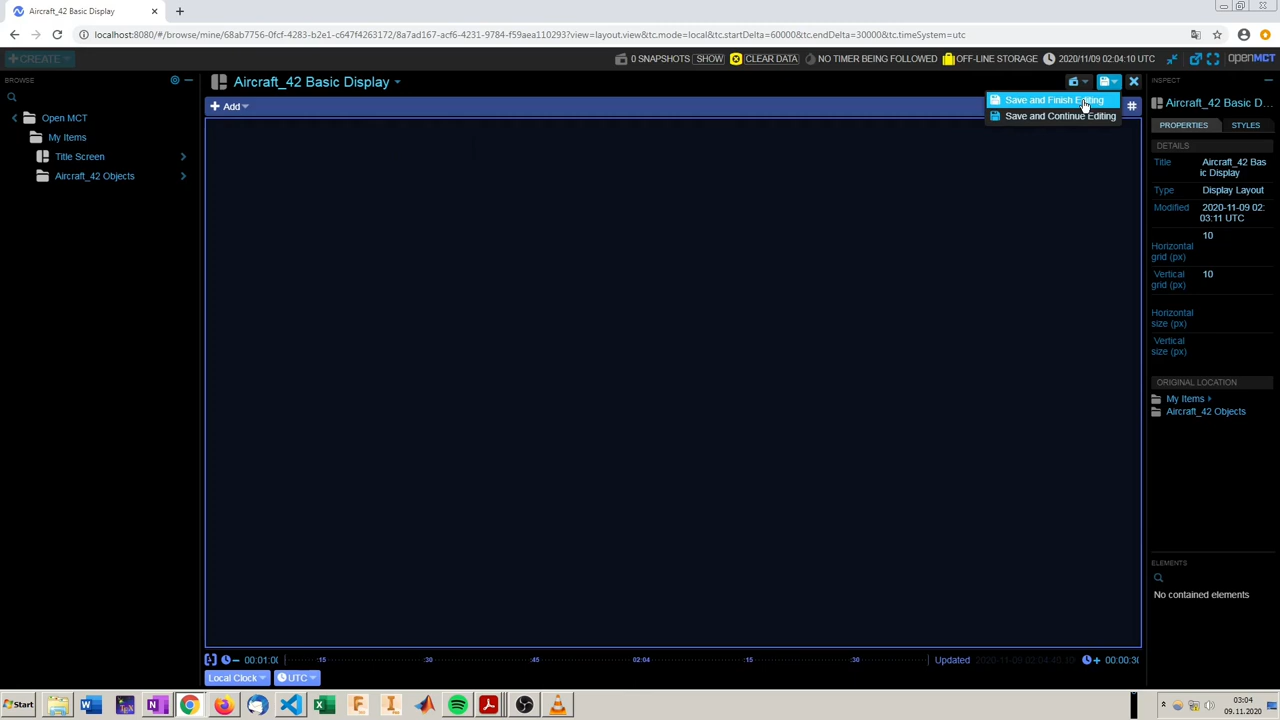 Aircraft_42 Basic Display
localhost:8080/#/browse/mine/68ab7756-0fcf-4283-b2e1-c647f4263172/8a7ad167-acf6-4231-9784-f59aea110293?view=layout.view&tc.mode=local&tc.startDelta=60000&tc.endDelta=30000&tc.timeSystem=utc
+CREATE
0 SNAPSHOTS SHOW CLEAR DATA NO TIMER BEING FOLLOWED OFF-LINE STORAGE 2020/11/09 02:04:10 UTC openMCT
BROWSE
Open MCT
My Items
Title Screen
Aircraft_42 Objects
Aircraft_42 Basic Display
+ Add
Save and Finish Editing
Save and Continue Editing
INSPECT
Aircraft_42 Basic D...
PROPERTIES STYLES
DETAILS
Title Aircraft_42 Bas
ic Display
Type Display Layout
Modified 2020-11-09 02:
03:11 UTC
10
Horizontal
grid (px)
Vertical 10
grid (px)
Horizontal
size (px)
Vertical
size (px)
ORIGINAL LOCATION
My Items
Aircraft_42 Objects
ELEMENTS
No contained elements
00:01:00 :15 :30 :45 02:04 :15 :30 Updated + 00:00:30
Local Clock UTC
Start
03:04
09.11.2020